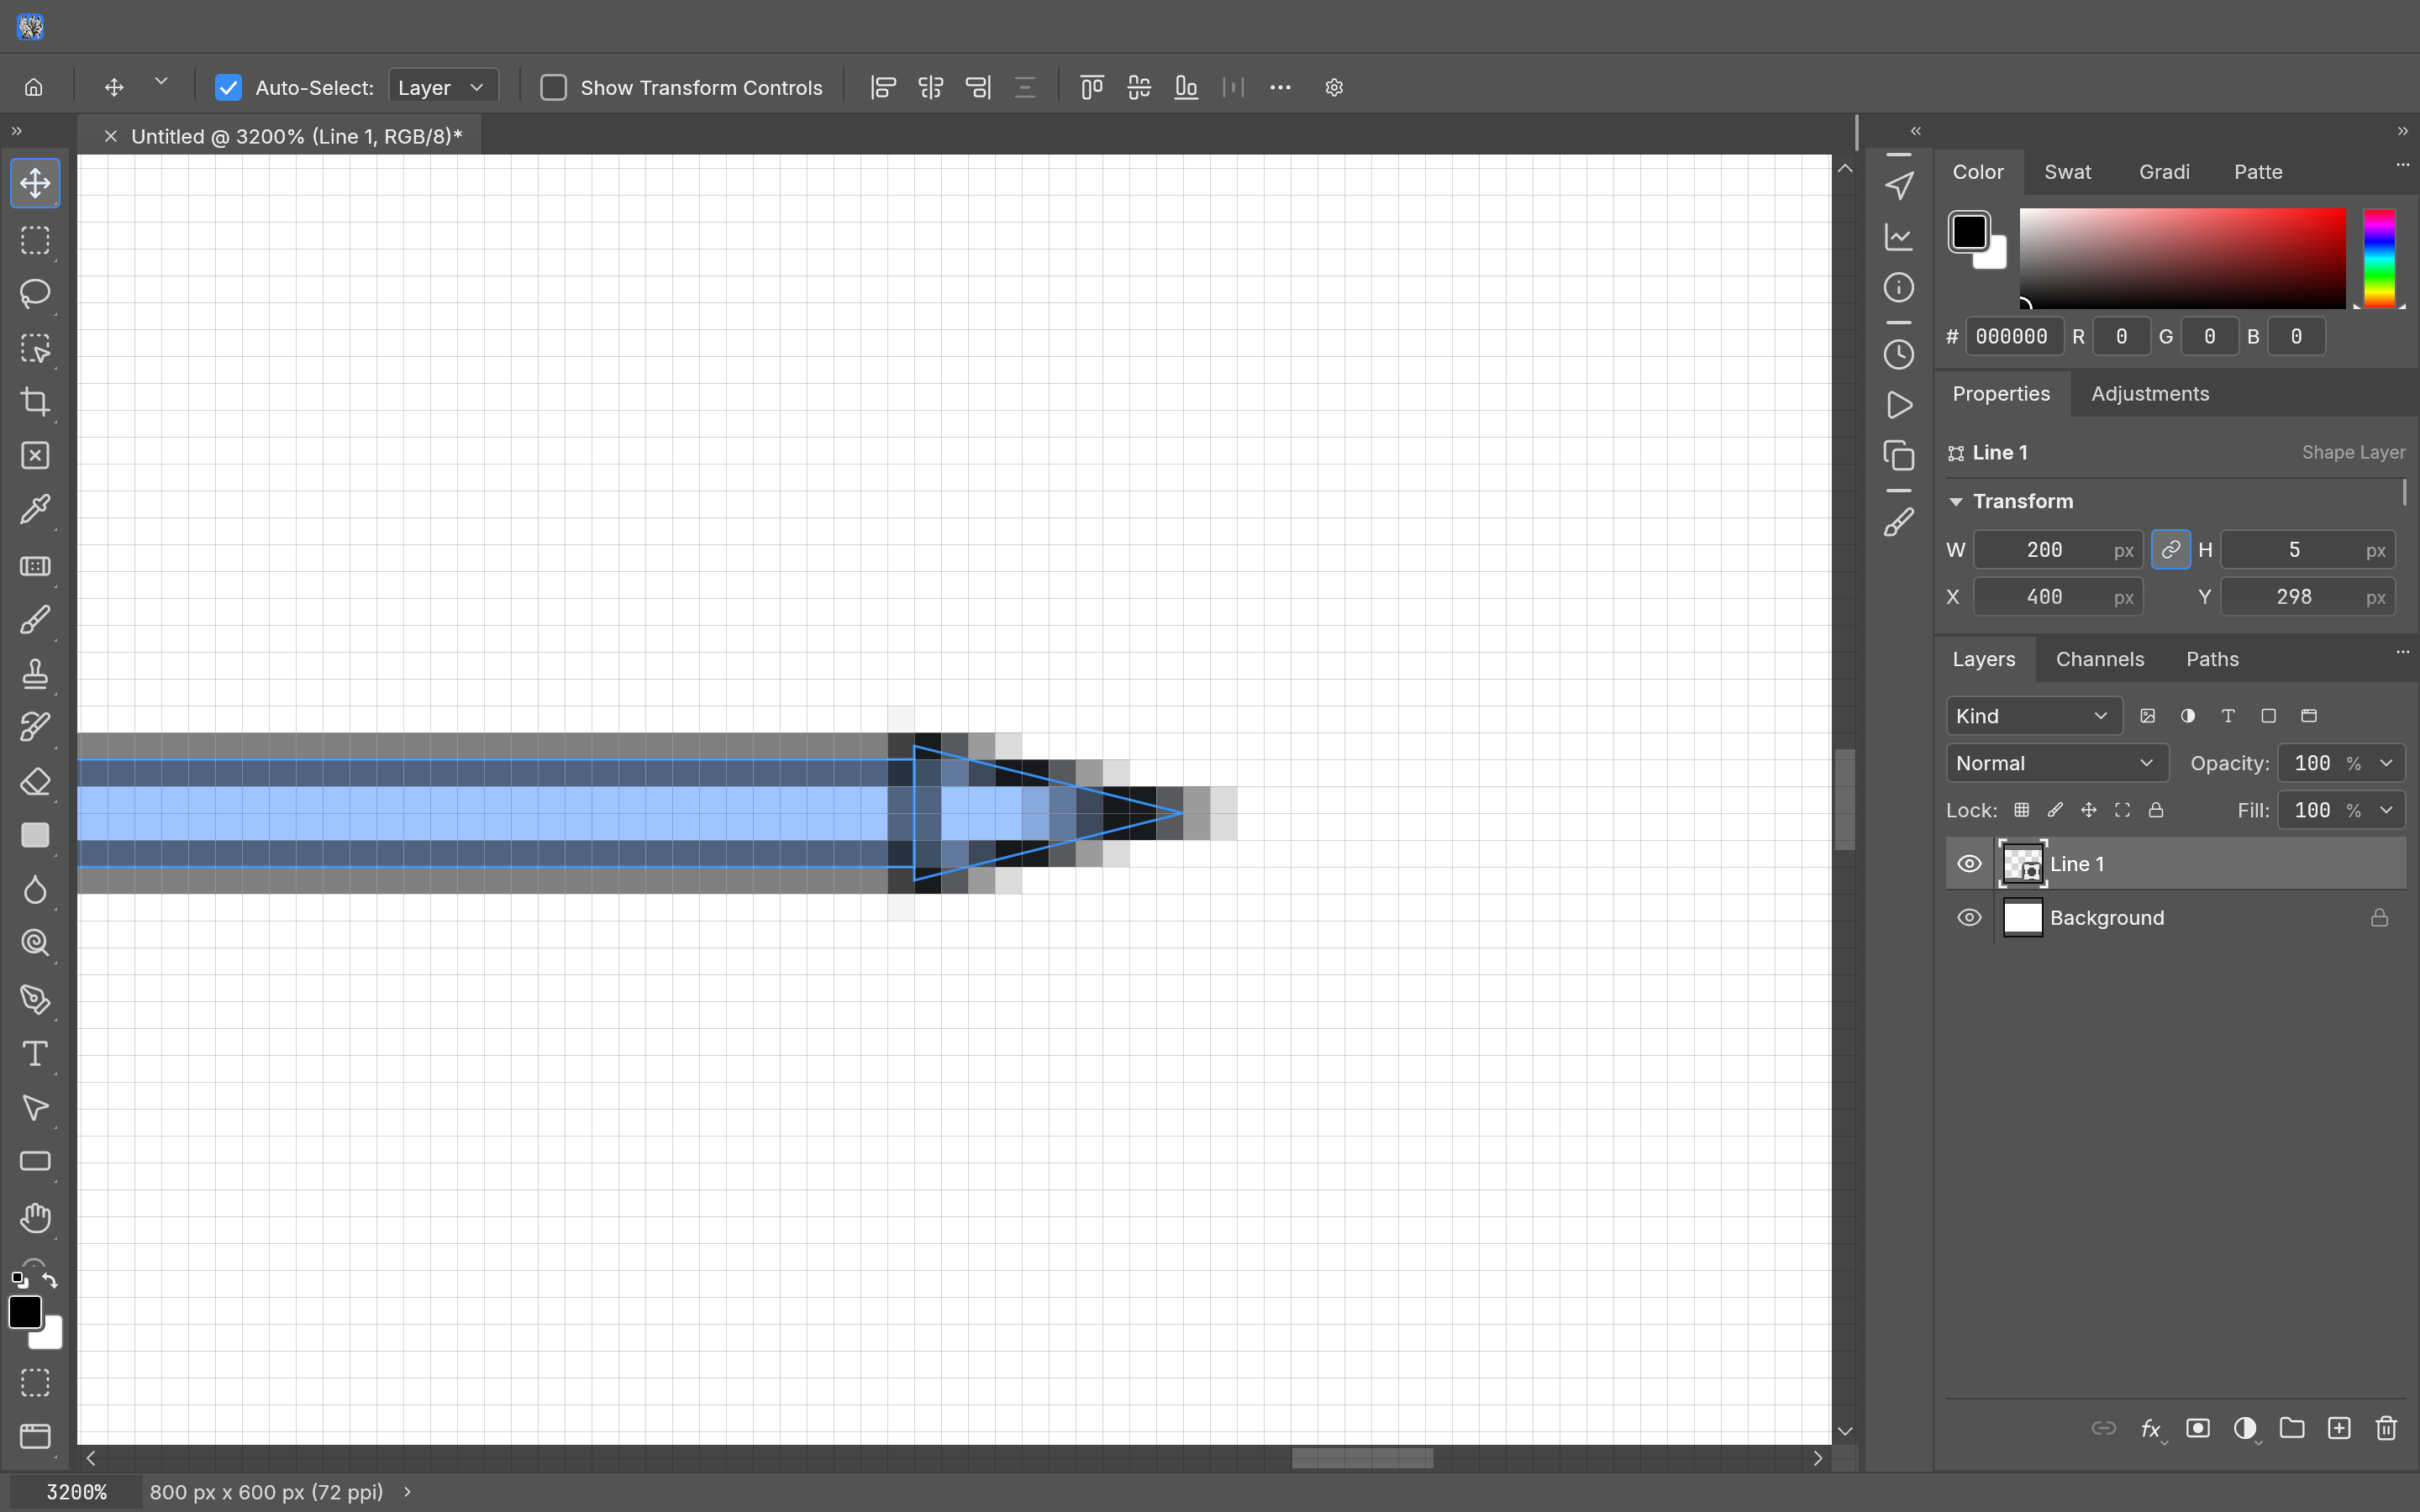 Auto-Select: Layer Show Transform Controls
Untitled @ 3200% (Line 1, RGB/8)*
Color Swat Gradi Patte
# 000000 R 0 G 0 B 0
Properties Adjustments
Line 1 Shape Layer
Transform
W 200 px H 5 px
X 400 px Y 298 px
Layers Channels Paths
Kind
Normal Opacity: 100 %
Lock: Fill: 100 %
Line 1
Background
fx
3200% 800 px x 600 px (72 ppi)